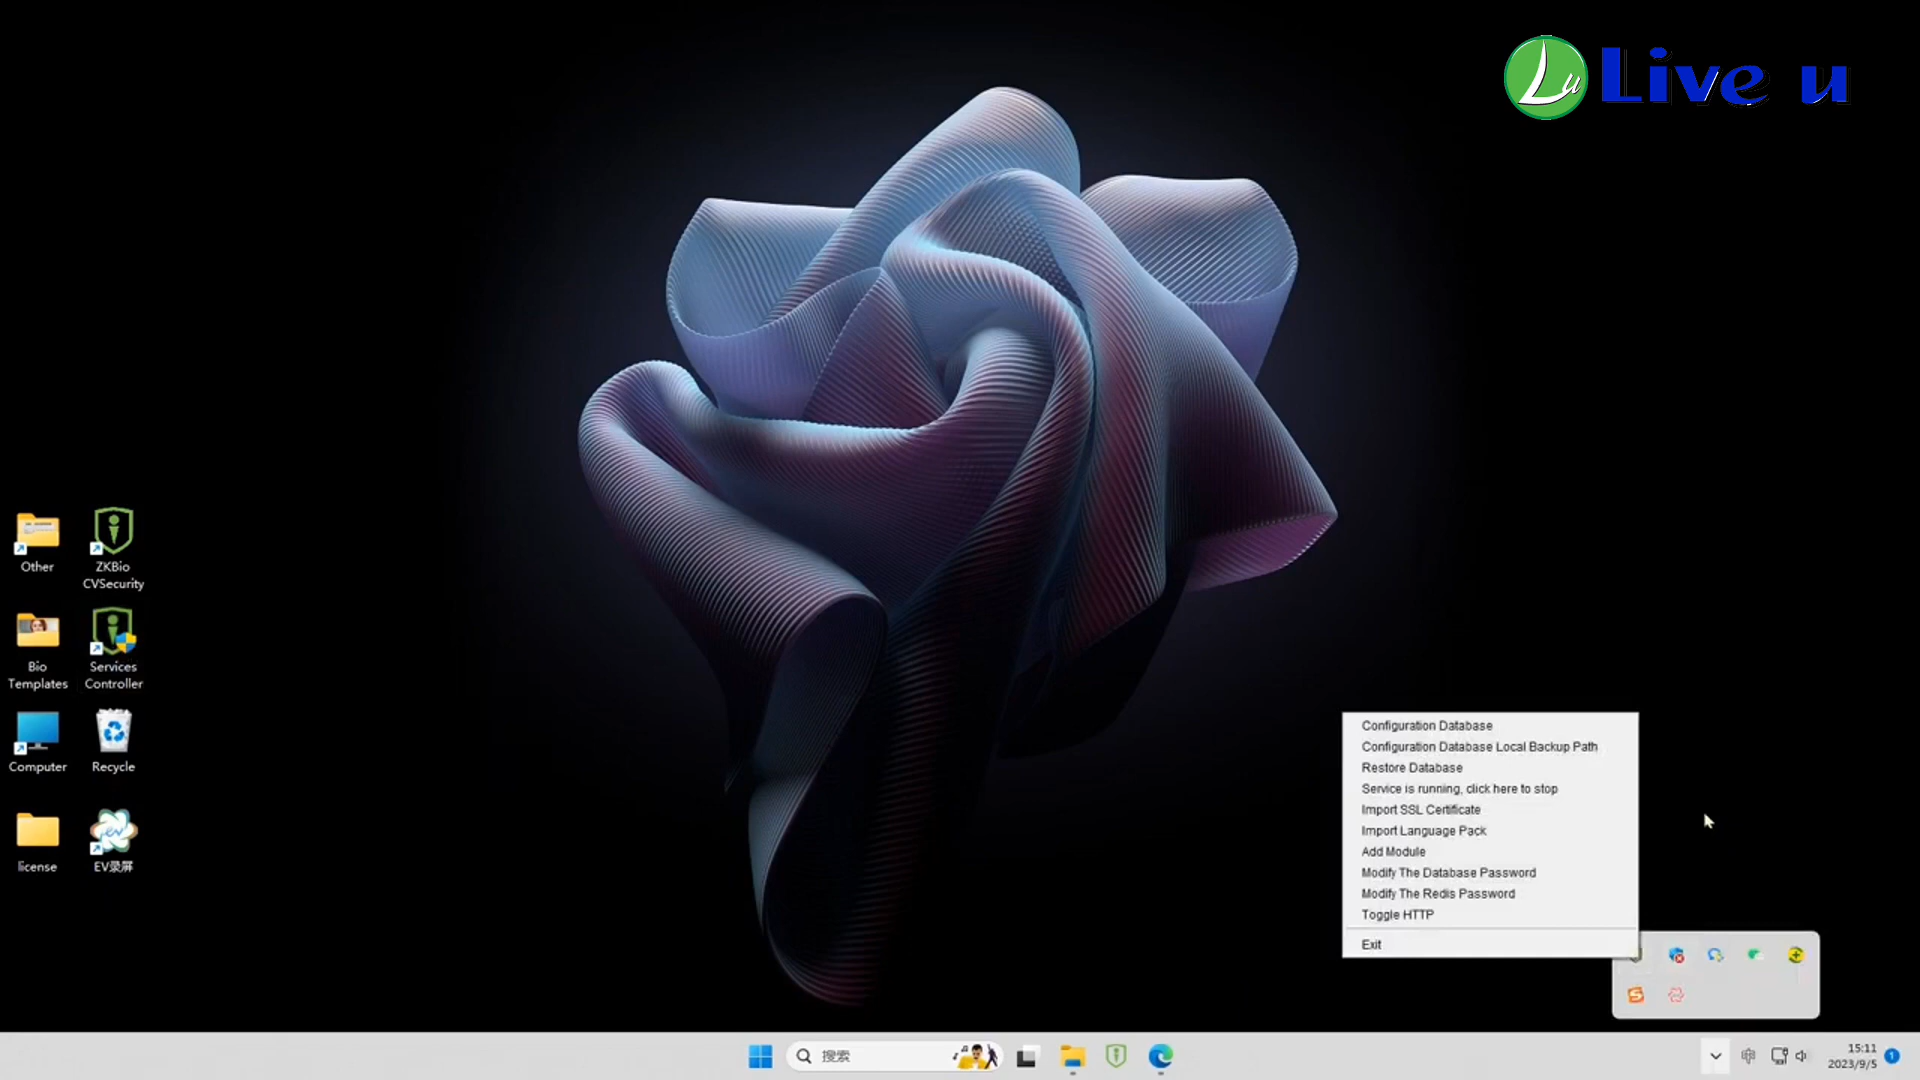 Lu Live u
Other
ZKBio
CVSecurity
Bio
Templates
Services
Controller
Computer
Recycle
license
EV录屏
Configuration Database
Configuration Database Local Backup Path
Restore Database
Service is running, click here to stop
Import SSL Certificate
Import Language Pack
Add Module
Modify The Database Password
Modify The Redis Password
Toggle HTTP
Exit
搜索
15:11
2023/9/5
1